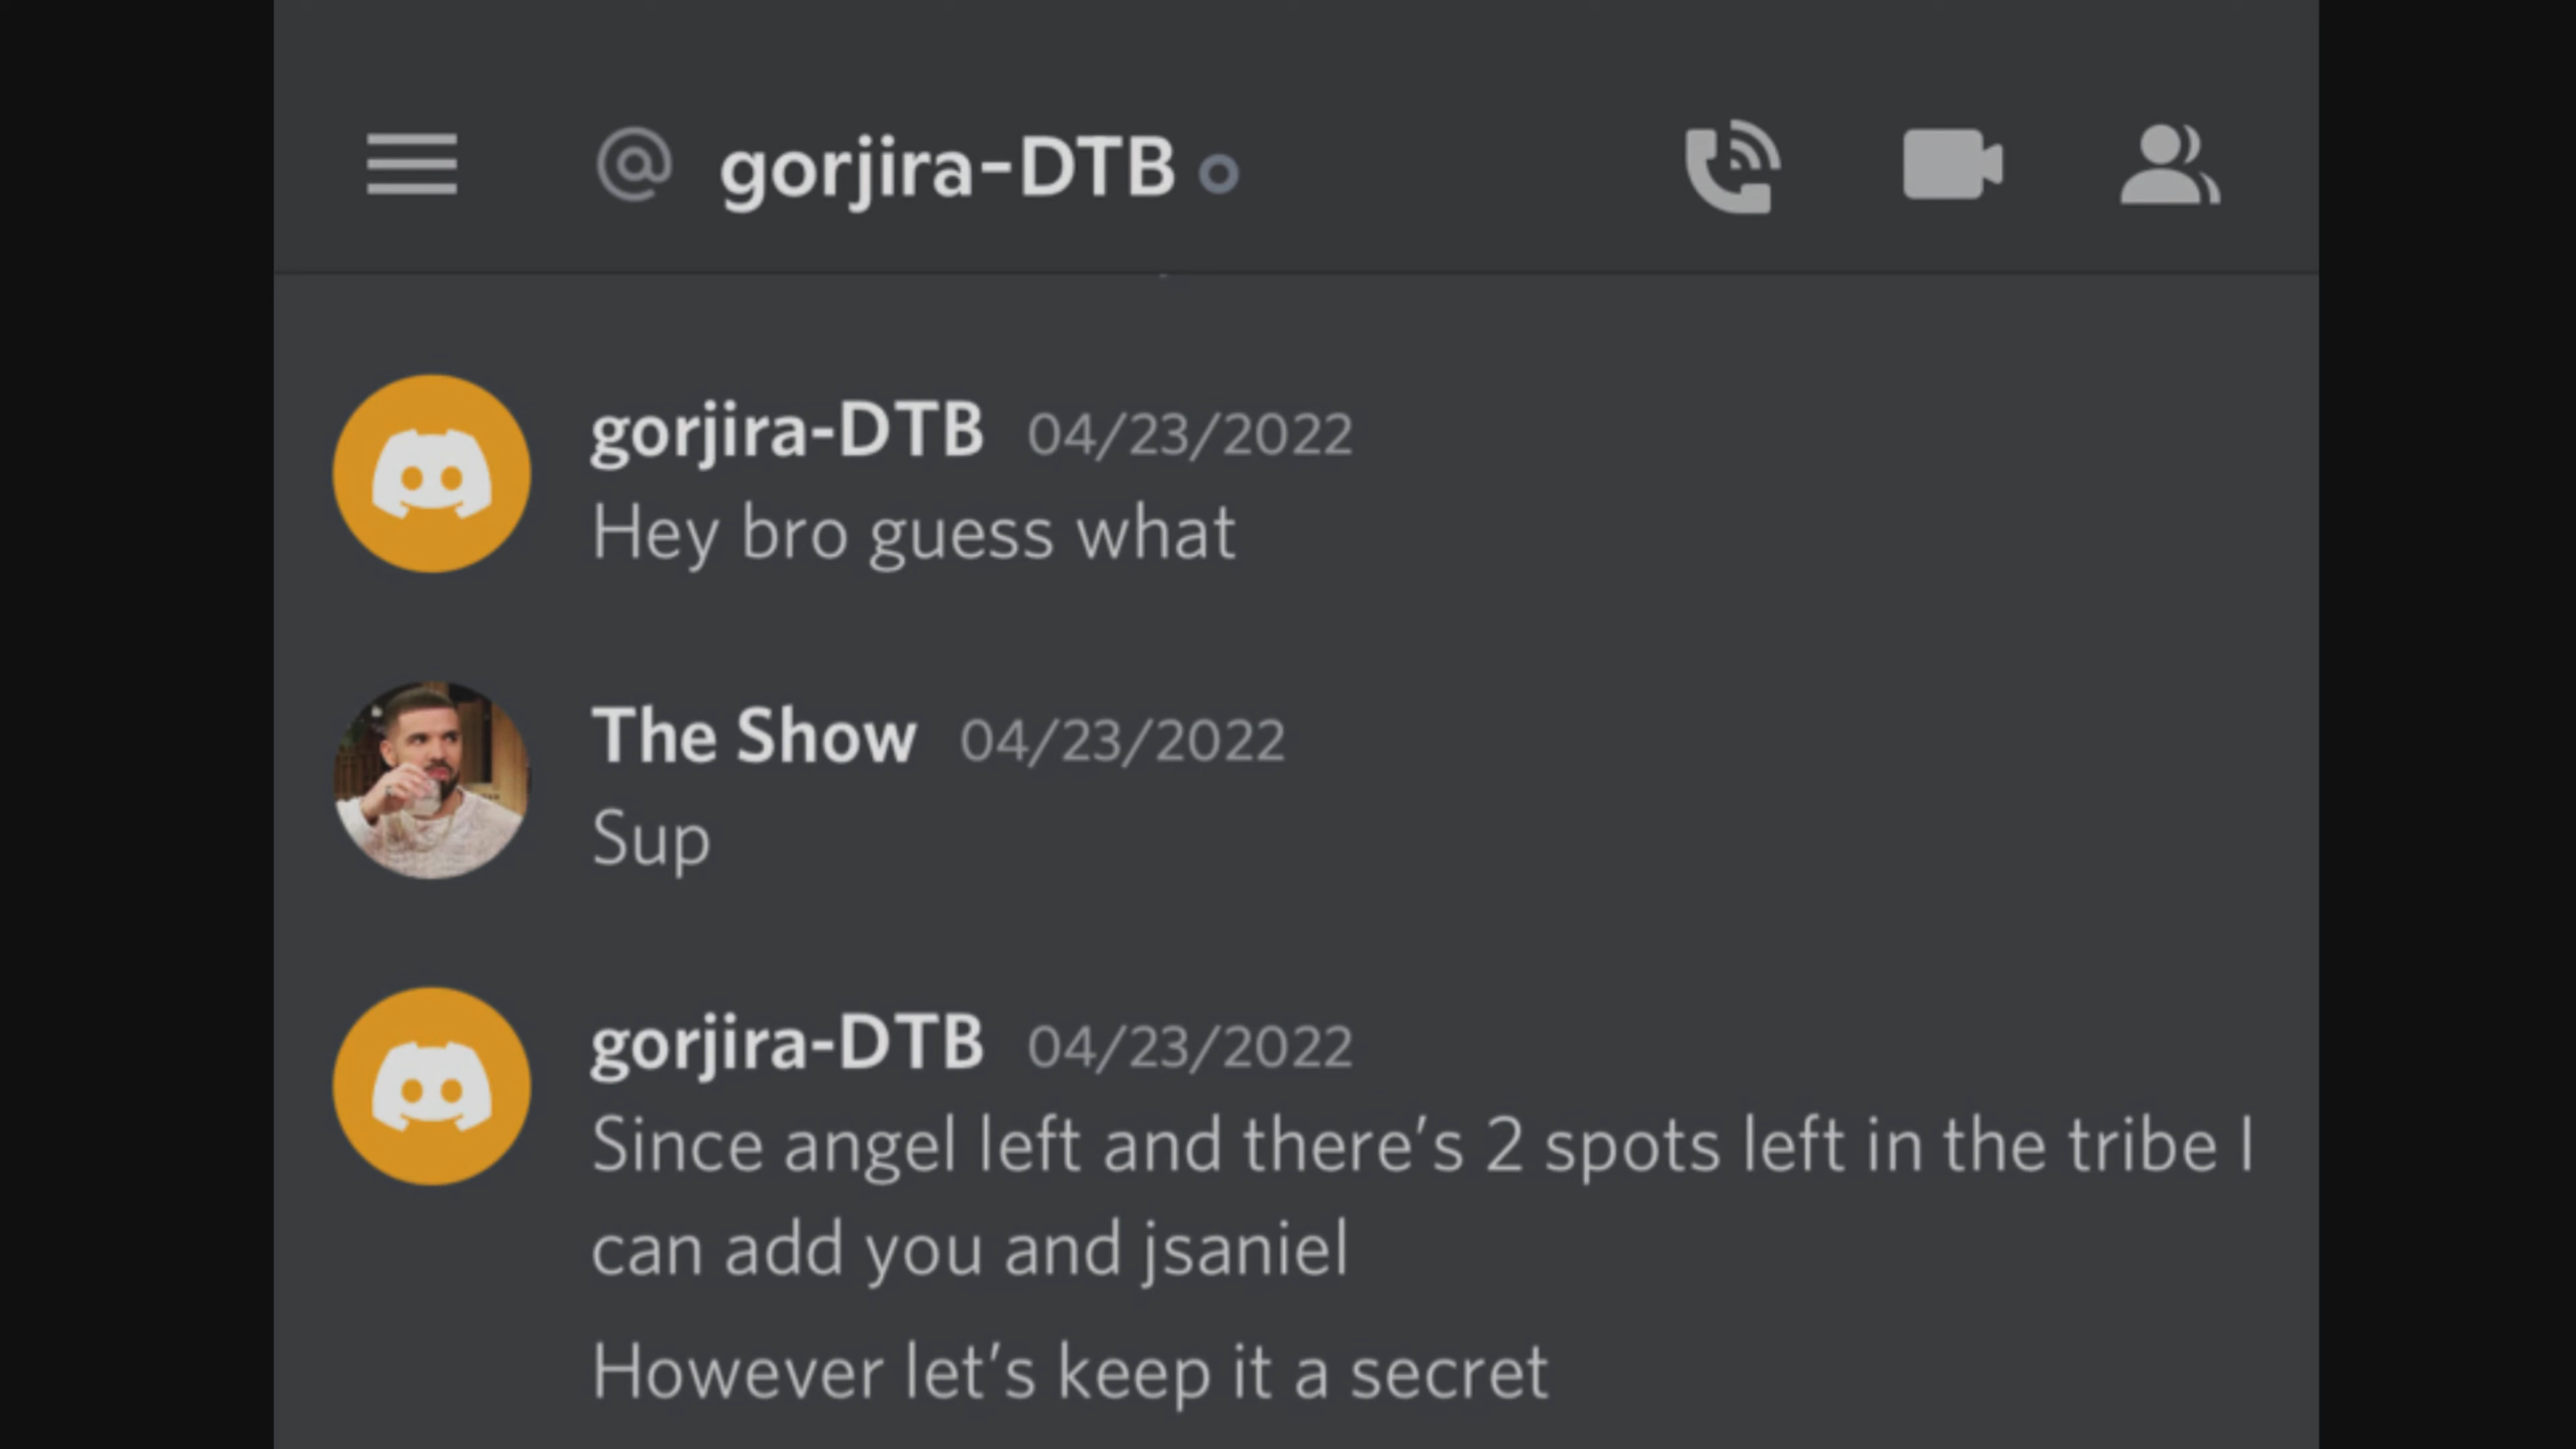 @ gorjira-DTB
gorjira-DTB 04/23/2022
Hey bro guess what
The Show 04/23/2022
Sup
gorjira-DTB 04/23/2022
Since angel left and there’s 2 spots left in the tribe I
can add you and jsaniel
However let’s keep it a secret